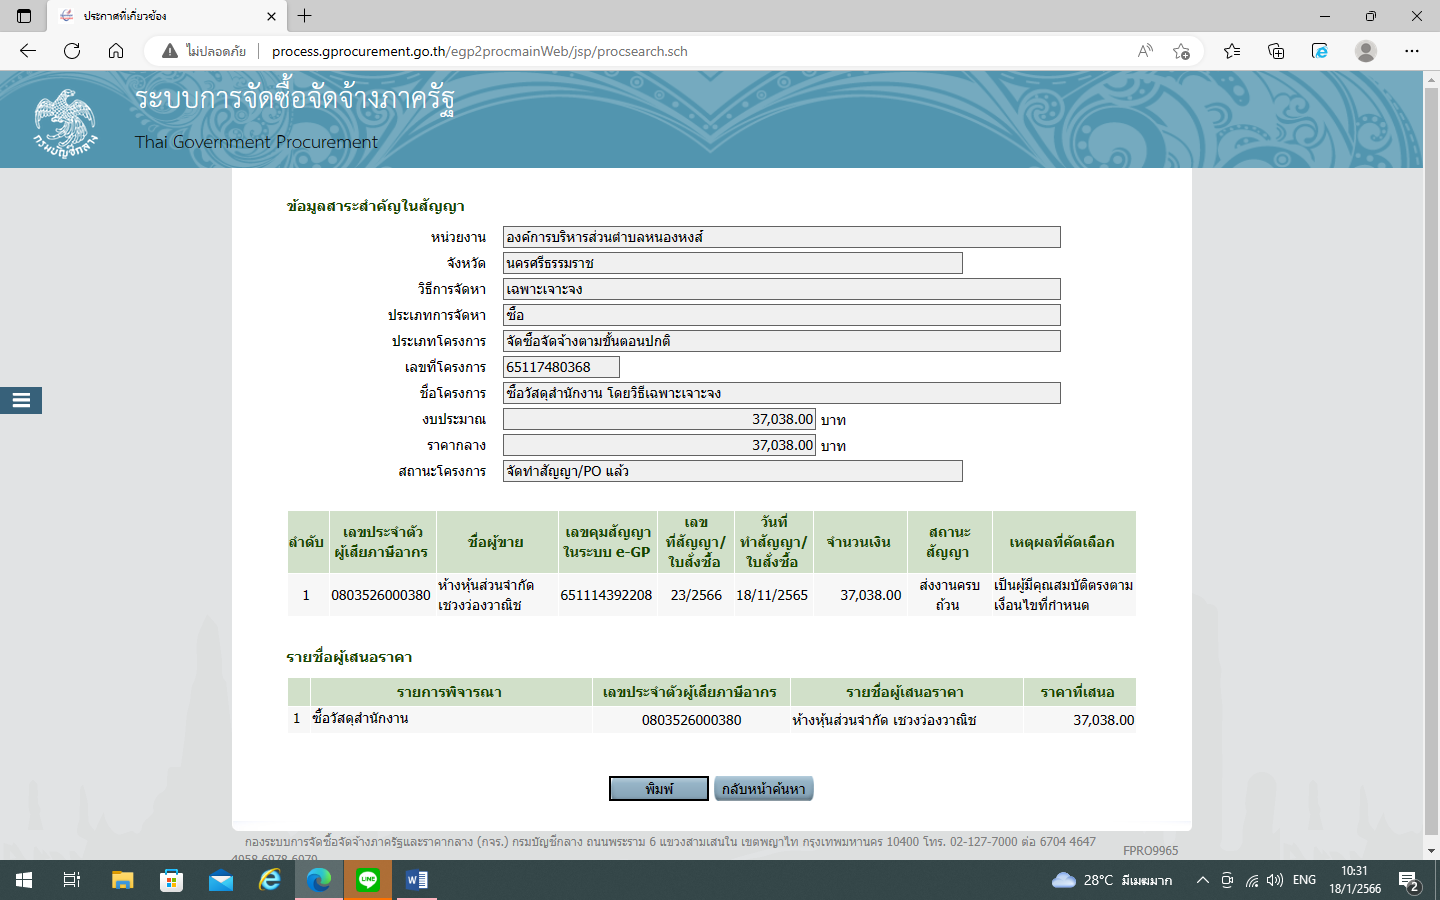 ประกาศที่เกี่ยวข้อง
ไม่ปลอดภัย process.gprocurement.go.th/egp2procmainWeb/jsp/procsearch.sch
ระบบการจัดซื้อจัดจ้างภาครัฐ
Thai Government Procurement
กรมบัญชีกลาง
ข้อมูลสาระสำคัญในสัญญา
หน่วยงาน องค์การบริหารส่วนตำบลหนองหงส์
จังหวัด นครศรีธรรมราช
วิธีการจัดหา เฉพาะเจาะจง
ประเภทการจัดหา ซื้อ
ประเภทโครงการ จัดซื้อจัดจ้างตามขั้นตอนปกติ
เลขที่โครงการ 65117480368
ชื่อโครงการ ซื้อวัสดุสำนักงาน โดยวิธีเฉพาะเจาะจง
งบประมาณ 37,038.00 บาท
ราคากลาง 37,038.00 บาท
สถานะโครงการ จัดทำสัญญา/PO แล้ว
ลำดับ เลขประจำตัว ผู้เสียภาษีอากร ชื่อผู้ขาย เลขคุมสัญญา ในระบบ e-GP เลข ที่สัญญา/ ใบสั่งซื้อ วันที่ ทำสัญญา/ ใบสั่งซื้อ จำนวนเงิน สถานะ สัญญา เหตุผลที่คัดเลือก
1 0803526000380 ห้างหุ้นส่วนจำกัด เชวงว่องวาณิช 651114392208 23/2566 18/11/2565 37,038.00 ส่งงานครบ ถ้วน เป็นผู้มีคุณสมบัติตรงตาม เงื่อนไขที่กำหนด
รายชื่อผู้เสนอราคา
รายการพิจารณา เลขประจำตัวผู้เสียภาษีอากร รายชื่อผู้เสนอราคา ราคาที่เสนอ
1 ซื้อวัสดุสำนักงาน 0803526000380 ห้างหุ้นส่วนจำกัด เชวงว่องวาณิช 37,038.00
พิมพ์ กลับหน้าค้นหา
กองระบบการจัดซื้อจัดจ้างภาครัฐและราคากลาง (กจร.) กรมบัญชีกลาง ถนนพระราม 6 แขวงสามเสนใน เขตพญาไท กรุงเทพมหานคร 10400 โทร. 02-127-7000 ต่อ 6704 4647
4958 6978 6979
FPRO9965
LINE
28°C มีเมฆมาก ENG 10:31
18/1/2566
2